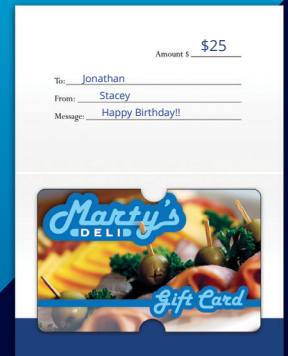 Amount $ $25
To: Jonathan
From: Stacey
Message: Happy Birthday!!
Marty's
DELI
Gift Card